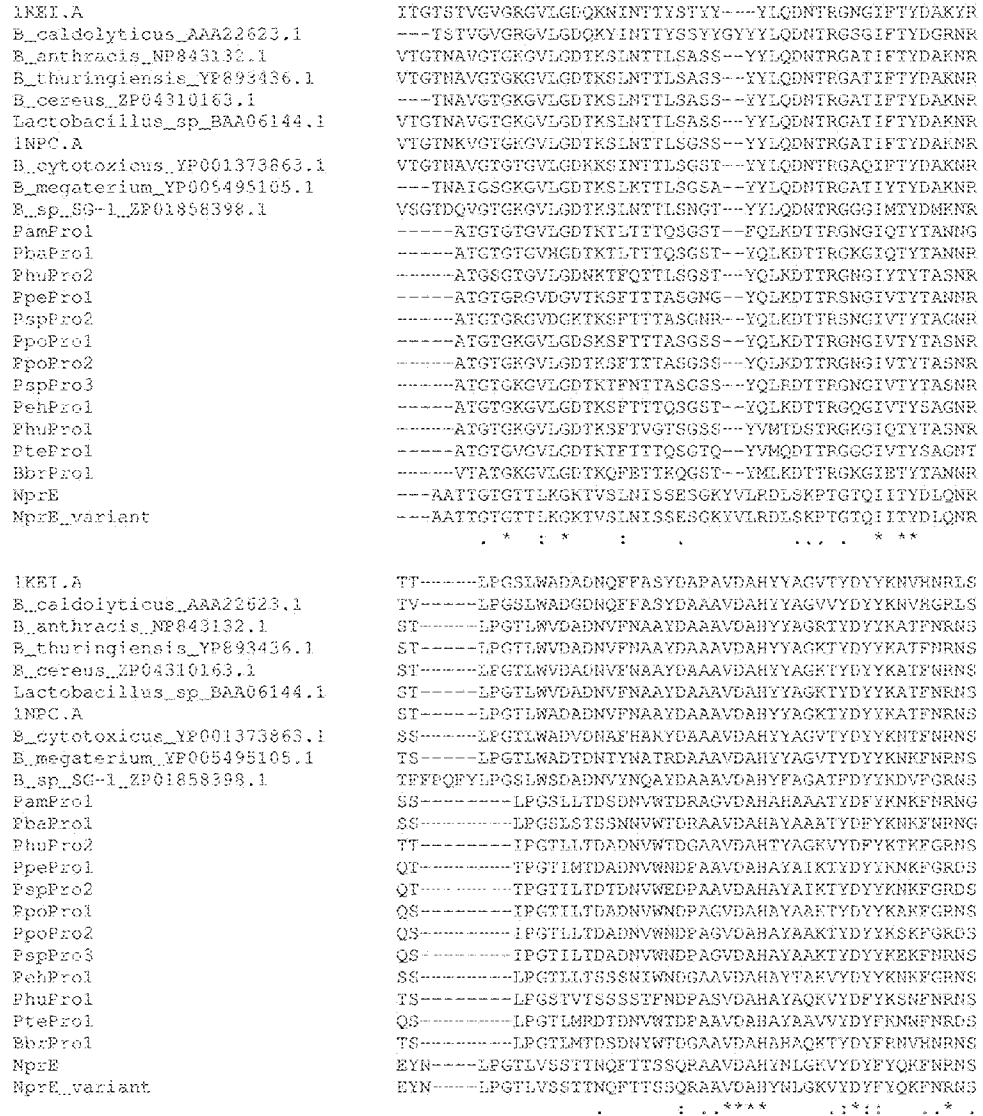 1KEI.A ITGTSTVGVGRGVLGDQKNINTTYSTYY---YLQDNTRGNGIFTYDAKYR
B_caldolyticus_AAA22623.1 ---TSTVGVGRGVLGDQKYINTTYSSYYGYYYLQDNTRGSGIFTYDGRNR
B_anthracis_NP843132.1 VTGTNAVGTGKGVLGDTKSLNTTLSASS---YYLQDNTRGATIFTYDAKNR
B_thuringiensis_YP893436.1 VTGTNAVGTGKGVLGDTKSLNTTLSASS---YYLQDNTRGATIFTYDAKNR
B_cereus_ZP04310163.1 ---TNAVGTGKGVLGDTKSLNTTLSASS---YYLQDNTRGATIFTYDAKNR
Lactobacillus_sp_BAA06144.1 VTGTNAVGTGKGVLGDTKSLNTTLSASS---YYLQDNTRGATIFTYDAKNR
1NPC.A VTGTNKVGTGKGVLGDTKSLNTTLSGSS---YYLQDNTRGATIFTYDAKNR
B_cytotoxicus_YP001373863.1 VTGTNAVGTGTGVLGDKKSINTTLSGST---YYLQDNTRGAQIFTYDAKNR
B_megaterium_YP005495105.1 ---TNAIGSGKGVLGDTKSLKTTLSGSA---YYLQDNTRGATIYTYDAKNR
B_sp_SG-1_ZP01858398.1 VSGTDQVGTGKGVLGDTKSLNTTLSNGT---YYLQDNTRGGGIMTYDMKNR
PamPro1 -----ATGTGTGVLGDTKTLTTTQSGST---FQLKDTTRGNGIQTYTANNG
PbaPro1 -----ATGTGTGVHGDTKTLTTTQSGST---YQLKDTTRGKGIQTYTANNR
PhuPro2 -----ATGSGTGVLGDNKTFQTTLSGST---YQLKDTTRGNGIYTYTASNR
PpePro1 -----ATGTGRGVDGVTKSFTTTASGNG---YQLKDTTRSNGIVTYTANNR
PspPro2 -----ATGTGRGVDGKTKSFTTTASGNR---YQLKDTTRSNGIVTYTAGNR
PpoPro1 -----ATGTGKGVLGDSKSFTTTASGSS---YQLKDTTRGNGIVTYTASNR
PpoPro2 -----ATGTGKGVLGDTKSFTTTASGSS---YQLKDTTRGNGIVTYTASNR
PspPro3 -----ATGTGKGVLGDTKTFNTTASGSS---YQLRDTTRGNGIVTYTASNR
PehPro1 -----ATGTGKGVLGDTKSFTTTQSGST---YQLKDTTRGQGIVTYSAGNR
PhuPro1 -----ATGTGKGVLGDTKSFTVGTSGSS---YVMTDSTRGKGIQTYTASNR
PtePro1 -----ATGTGVGVLGDTKTFTTTQSGTQ---YVMQDTTRGGGIVTYSAGNT
BbrPro1 -----VTATGKGVLGDTKQFETTKQGST---YMLKDTTRGKGIETYTANNR
NprE ---AATTGTGTTLKGKTVSLNISSESGKYVLRDLSKPTGTQIITYDLQNR
NprE_variant ---AATTGTGTTLKGKTVSLNISSESGKYVLRDLSKPTGTQIITYDLQNR
. * : * : . ... . * **
1KEI.A TT------LPGSLWADADNQFFASYDAPAVDAHYYAGVTYDYYKNVHNRLS
B_caldolyticus_AAA22623.1 TV------LPGSLWADGDNQFFASYDAAAVDAHYYAGVVYDYYKNVHGRLS
B_anthracis_NP843132.1 ST------LPGTLWVDADNVFNAAYDAAAVDAHYYAGRTYDYYKATFNRNS
B_thuringiensis_YP893436.1 ST------LPGTLWVDADNVFNAAYDAAAVDAHYYAGKTYDYYKATFNRNS
B_cereus_ZP04310163.1 ST------LPGTLWVDADNVFNAAYDAAAVDAHYYAGKTYDYYKATFNRNS
Lactobacillus_sp_BAA06144.1 ST------LPGTLWVDADNVFNAAYDAAAVDAHYYAGKTYDYYKATFNRNS
1NPC.A ST------LPGTLWADADNVFNAAYDAAAVDAHYYAGKTYDYYKATFNRNS
B_cytotoxicus_YP001373863.1 SS------LPGTLWADVDNAFHAKYDAAAVDAHYYAGKTYDYYKNTFNRNS
B_megaterium_YP005495105.1 TS------LPGTLWADTDNTYNATRDAAAVDAHYYAGVTYDYYKNKFNRNS
B_sp_SG-1_ZP01858398.1 TFFPQFYLPGSLWSDADNVYNQAYDAAAVDAHYFAGATFDYYKDVFGRNS
PamPro1 SS---------LPGSLLTDSDNVWTDRAGVDAHAHAAATYDFYKNKFNRNG
PbaPro1 SS---------LPGSLSTSSNNVWTDRAAVDAHAYAAATYDFYKNKFNRNG
PhuPro2 TT---------IPGTLLTDADNVWTDGAAVDAHTYAGKVYDFYKTKFGRNS
PpePro1 QT---------TPGTIMTDADNVWNDPAAVDAHAYAIKTYDYYKNKFGRDS
PspPro2 QT---------TPGTILTDTDNVWEDPAAVDAHAYAIKTYDYYKNKFGRDS
PpoPro1 QS---------IPGTILTDADNVWNDPAGVDAHAYAAKTYDYYKAKFGRNS
PpoPro2 QS---------IPGTLLTDADNVWNDPAGVDAHAYAAKTYDYYKSKFGRDS
PspPro3 QS---------IPGTILTDADNVWNDPAGVDAHAYAAKTYDYYKEKFNRNS
PehPro1 SS---------LPGTLLTSSSNIWNDGAAVDAHAYTAKVYDYYKNKFGRNS
PhuPro1 TS---------LPGSTVTSSSSTFNDPASVDAHAYAQKVYDFYKSNFNRNS
PtePro1 QS---------LPGTLMRDTDNVWTDPAAVDAHAYAAVVYDYFKNNFNRDS
BbrPro1 TS---------LPGTLMTDSDNYWTDGAAVDAHAHAQKTYDYFRNVHNRNS
NprE EYN-----LPGTLVSSTTNQFTTSSQRAAVDAHYNLGKVYDYFYQKFNRNS
NprE_variant EYN-----LPGTLVSSTTNQFTTSSQRAAVDAHYNLGKVYDYFYQKFNRNS
. : ..**** .:*:: ..* .